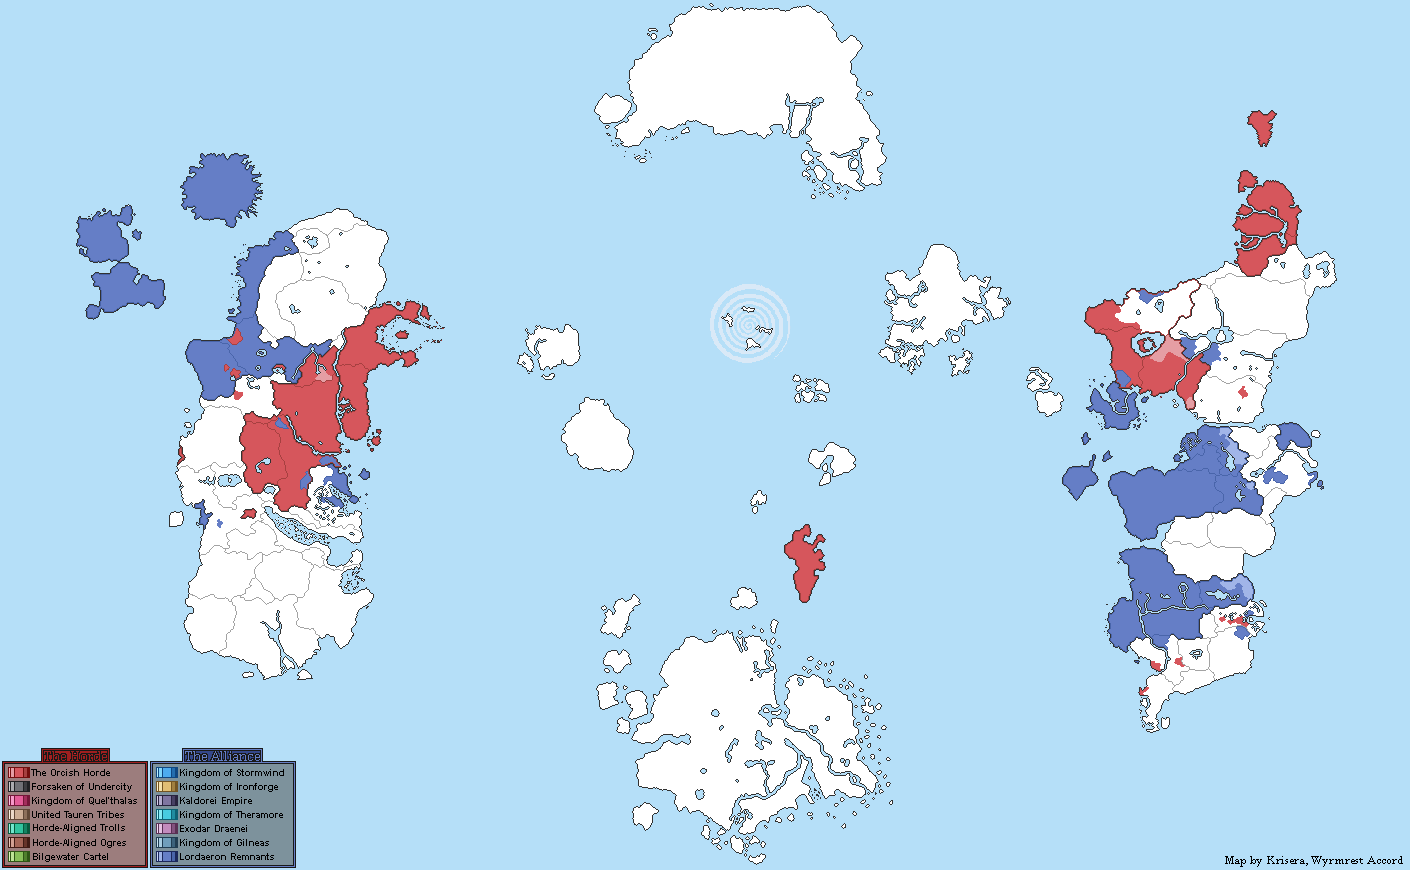 The Horde
The Orcish Horde
Forsaken of Undercity
Kingdom of Quel'thalas
United Tauren Tribes
Horde-Aligned Trolls
Horde-Aligned Ogres
Bilgewater Cartel
The Alliance
Kingdom of Stormwind
Kingdom of Ironforge
Kaldorei Empire
Kingdom of Theramore
Exodar Draenei
Kingdom of Gilneas
Lordaeron Remnants
Map by Krisera, Wyrmrest Accord